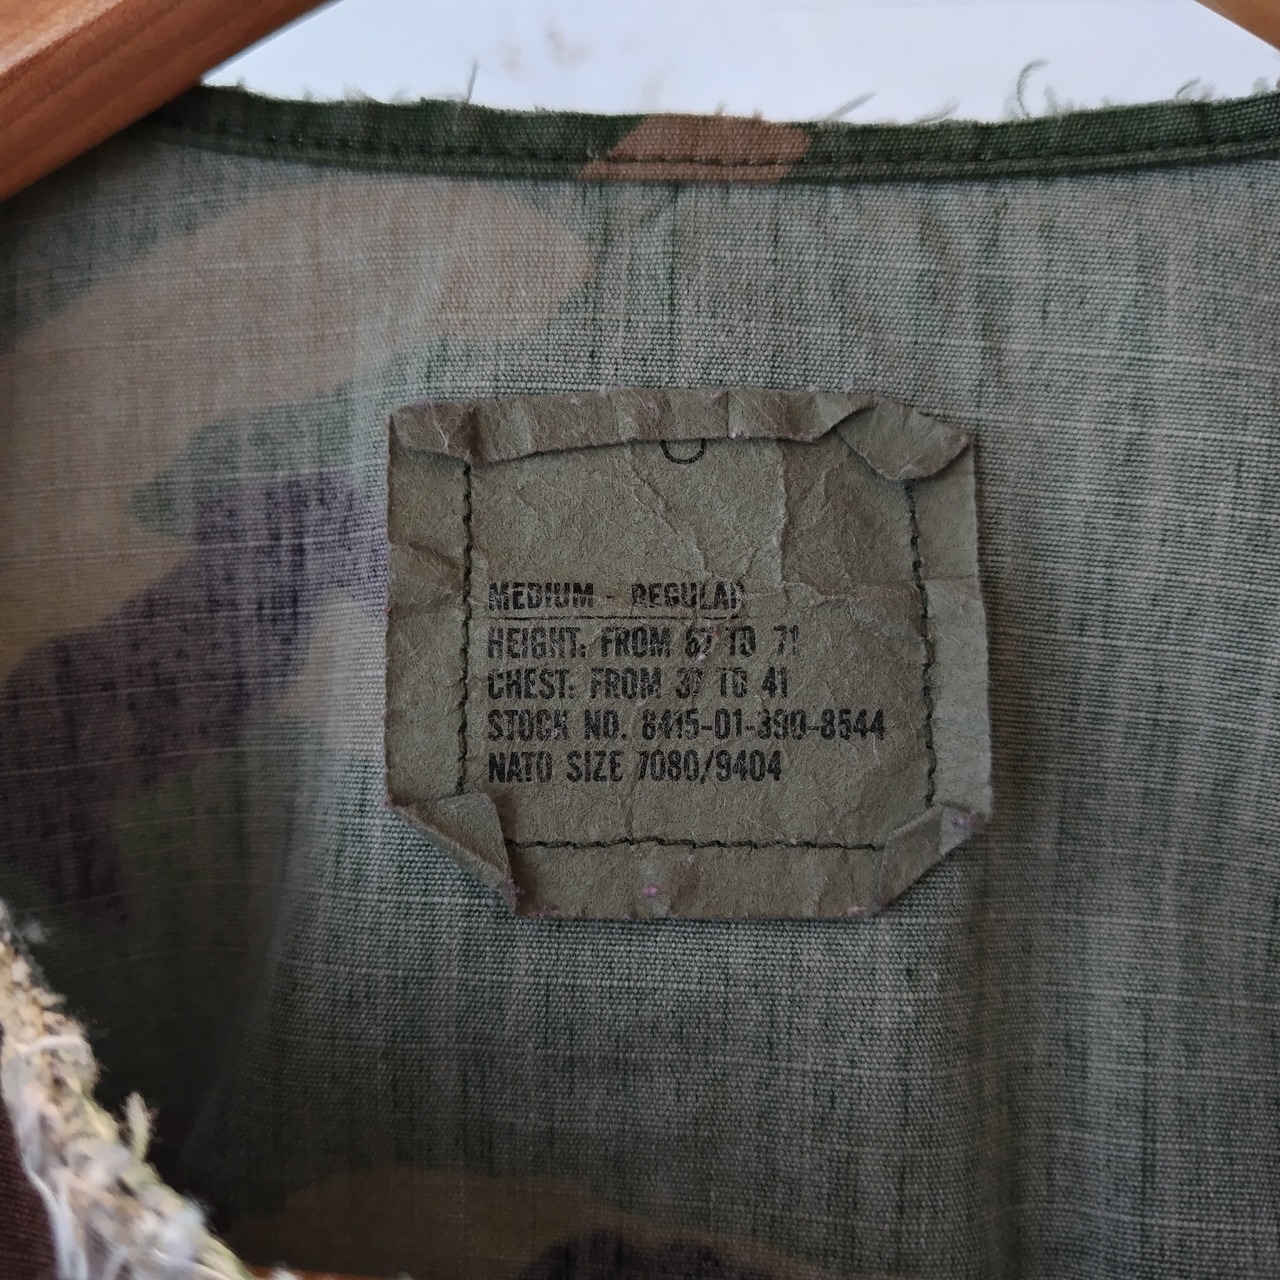 MEDIUM - REGULAR
HEIGHT: FROM 67 TO 71
CHEST: FROM 37 TO 41
STOCK NO. 8415-01-390-8544
NATO SIZE 7080/9404